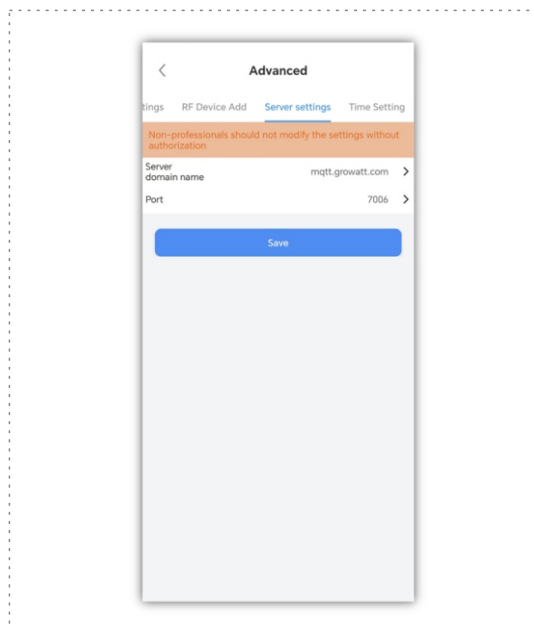 Advanced
tings RF Device Add Server settings Time Setting
Non-professionals should not modify the settings without
authorization
Server
domain name mqtt.growatt.com
Port 7006
Save